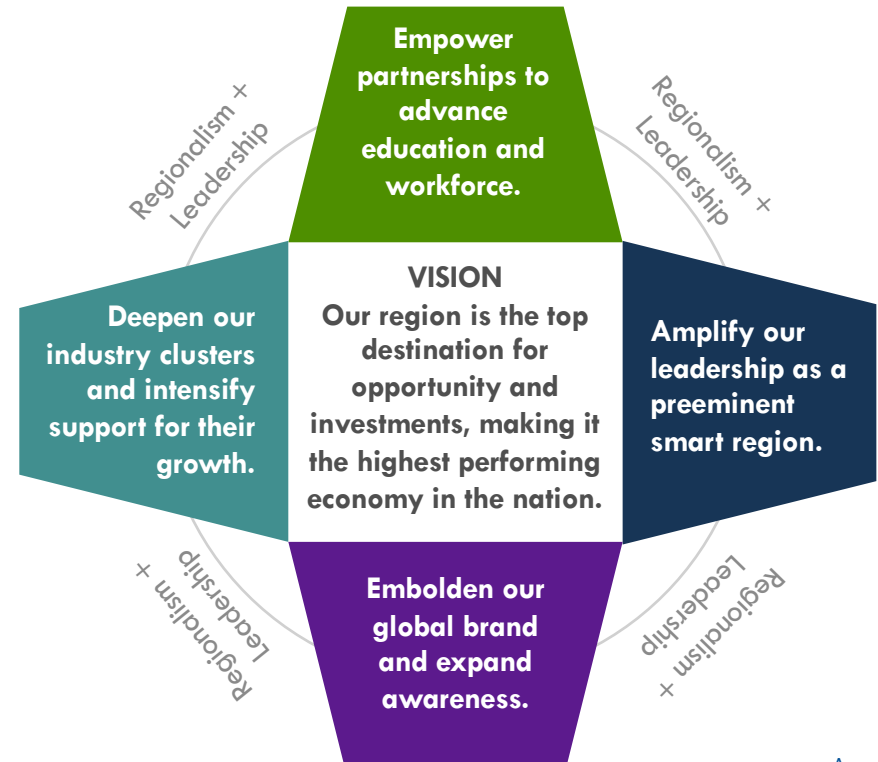 Empower
partnerships to
advance
education and
workforce.
Regionalism +
Leadership
Regionalism +
Leadership
Deepen our
industry clusters
and intensify
support for their
growth.
VISION
Our region is the top
destination for
opportunity and
investments, making it
the highest performing
economy in the nation.
Amplify our
leadership as a
preeminent
smart region.
Regionalism +
Leadership
Regionalism +
Leadership
Embolden our
global brand
and expand
awareness.